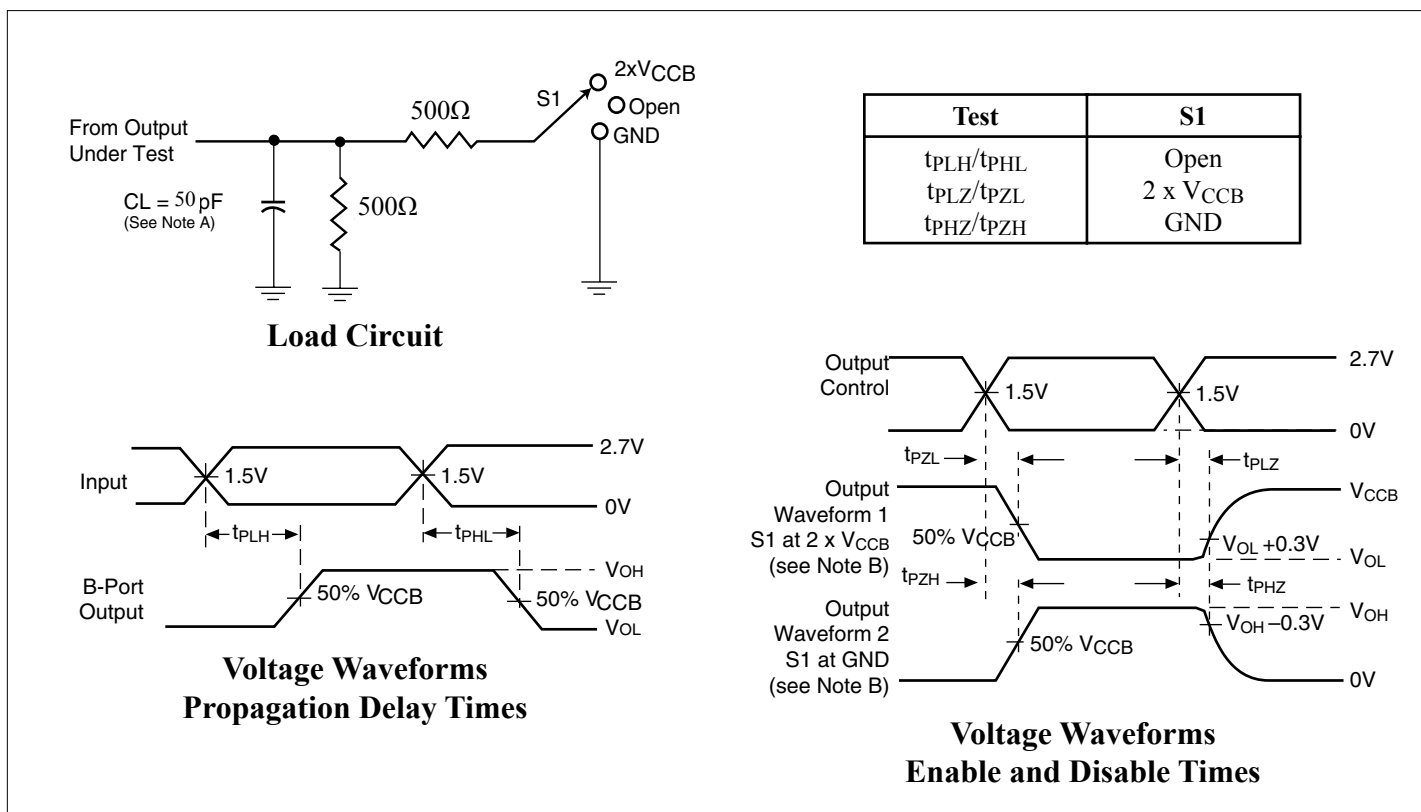 2xVCCB
S1
Open
GND
500Ω
From Output
Under Test
CL = 50 pF
(See Note A)
500Ω
Load Circuit
Test S1
tPLH/tPHL Open
tPLZ/tPZL 2 x VCCB
tPHZ/tPZH GND
Input
2.7V
1.5V
1.5V
0V
tPLH
tPHL
B-Port
Output
VOH
50% VCCB
50% VCCB
VOL
Voltage Waveforms
Propagation Delay Times
Output
Control
2.7V
1.5V
1.5V
0V
tPZL
tPLZ
Output
Waveform 1
S1 at 2 x VCCB
(see Note B)
50% VCCB
VCCB
VOL +0.3V
VOL
tPZH
tPHZ
Output
Waveform 2
S1 at GND
(see Note B)
50% VCCB
VOH
VOH –0.3V
0V
Voltage Waveforms
Enable and Disable Times